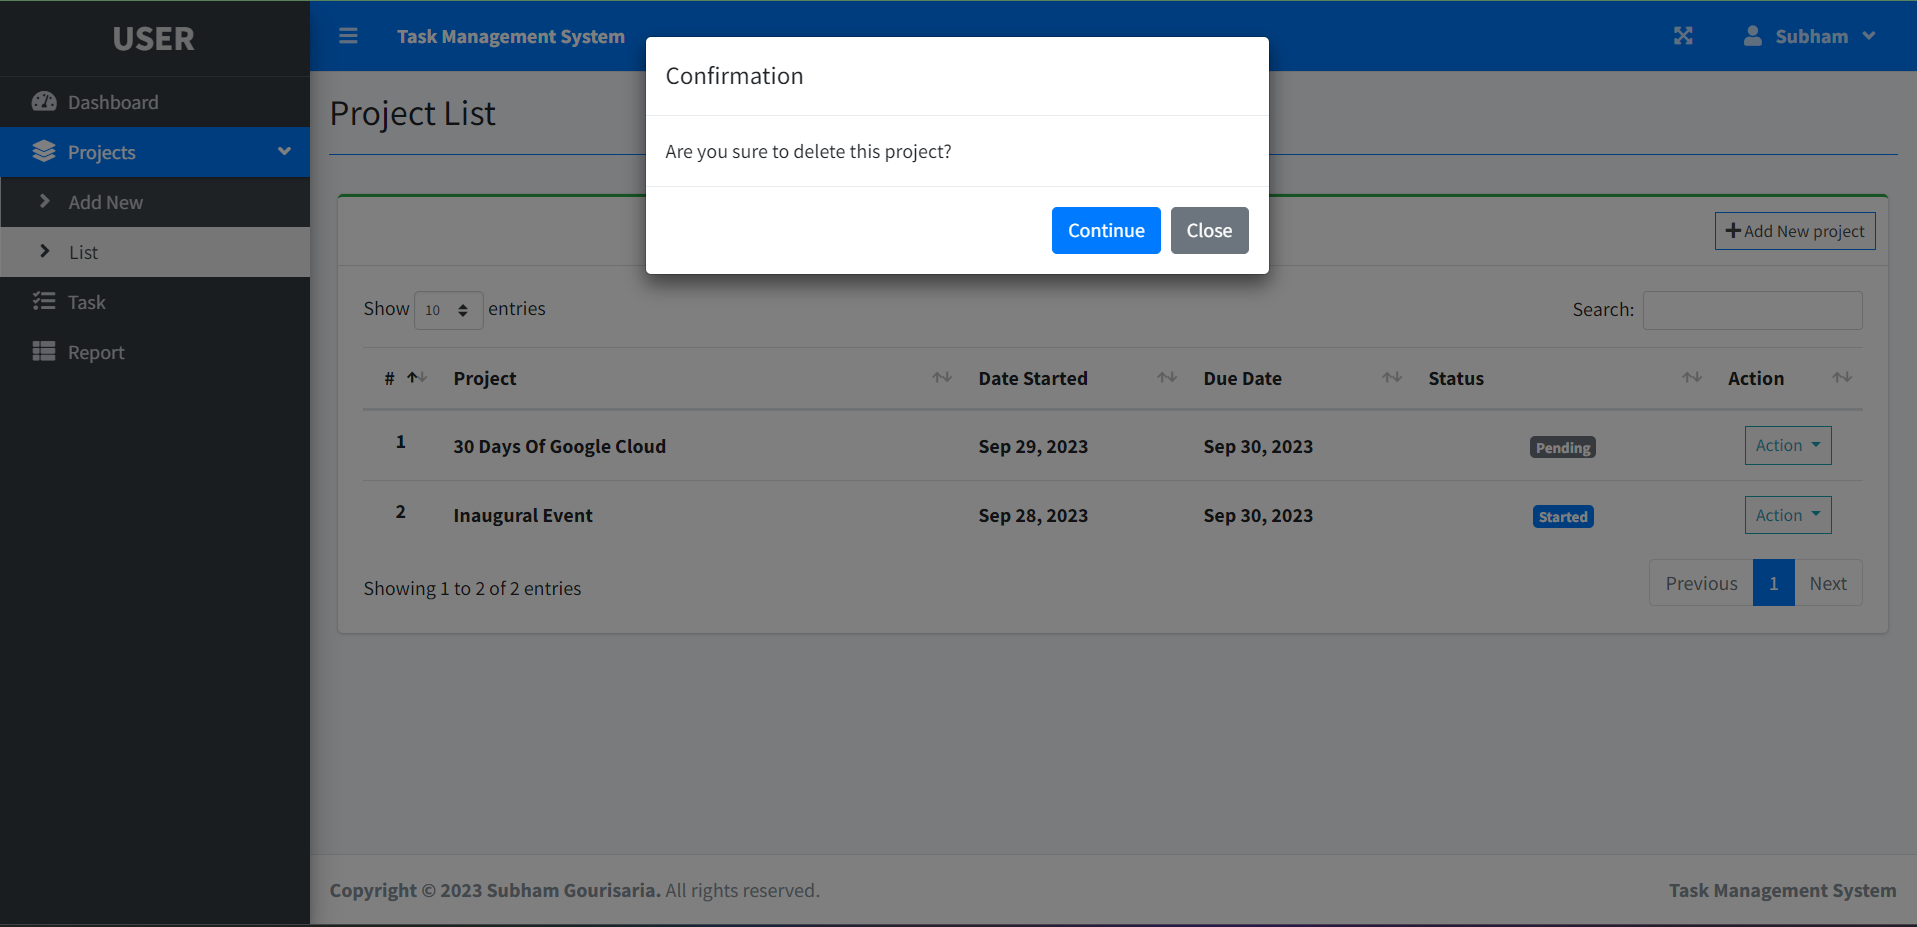 USER
Dashboard
Projects
Add New
List
Task
Report
Task Management System
Subham
Confirmation
Are you sure to delete this project?
Continue
Close
Project List
Add New project
Show 10 entries
Search:
# Project Date Started Due Date Status Action
1 30 Days Of Google Cloud Sep 29, 2023 Sep 30, 2023 Pending Action
2 Inaugural Event Sep 28, 2023 Sep 30, 2023 Started Action
Showing 1 to 2 of 2 entries
Previous 1 Next
Copyright © 2023 Subham Gourisaria. All rights reserved.
Task Management System